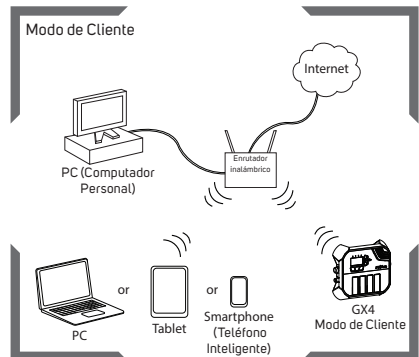 Modo de Cliente
Internet
Enrutador
inalámbrico
PC (Computador
Personal)
PC
or
Tablet
or
Smartphone
(Teléfono
Inteligente)
GX4
Modo de Cliente